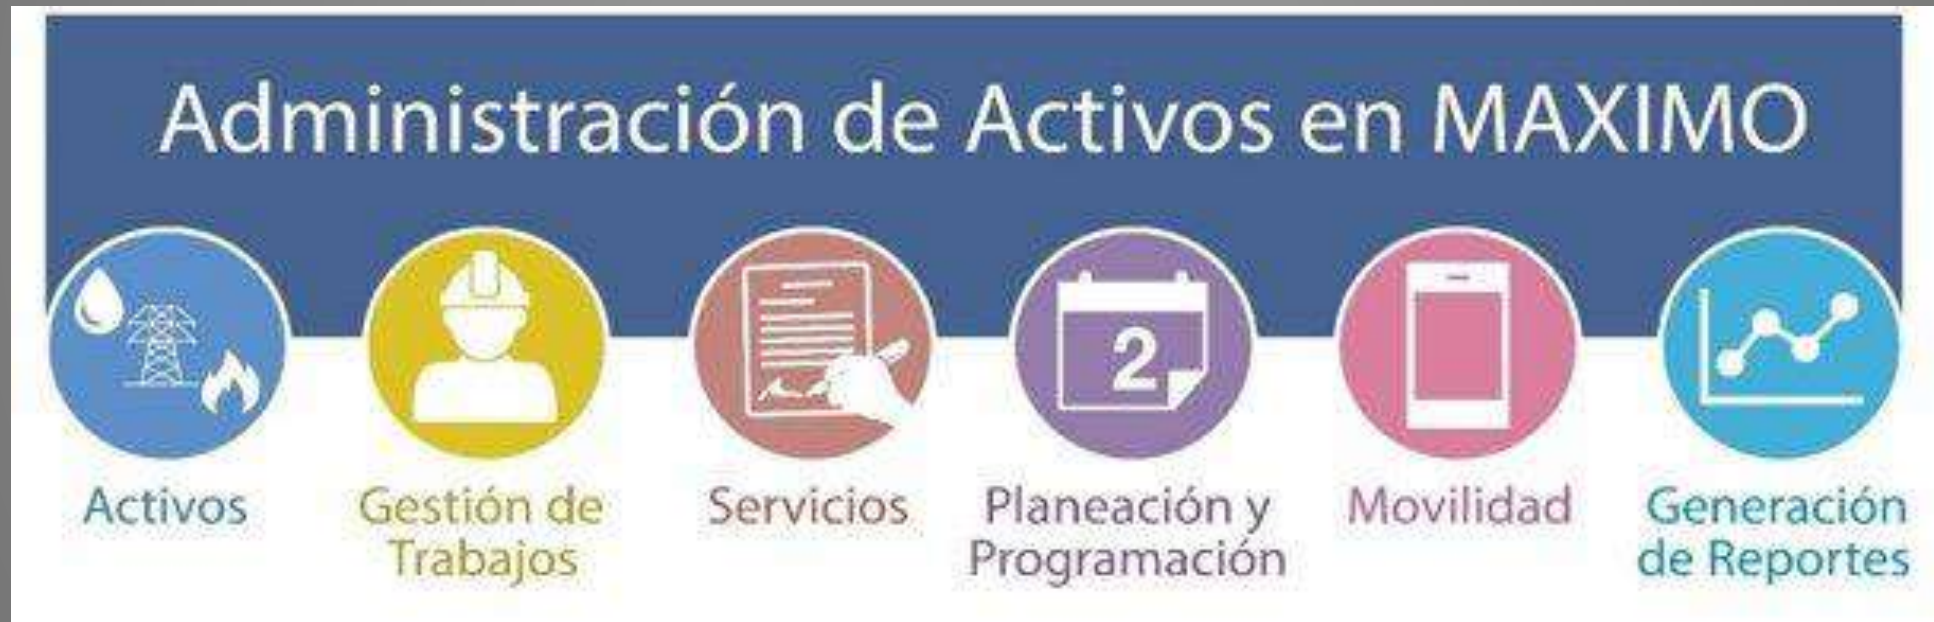 Administración de Activos en MAXIMO
2
Activos
Gestión de
Trabajos
Servicios
Planeación y
Programación
Movilidad
Generación
de Reportes